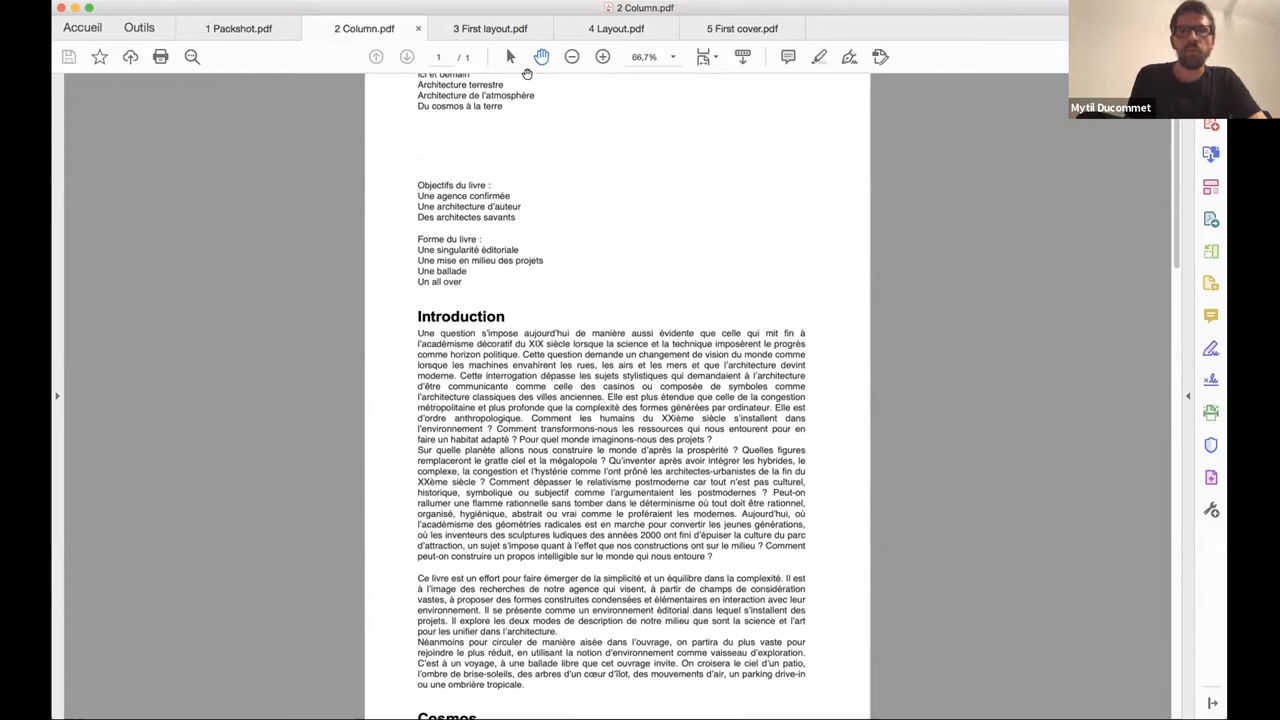 2 Column.pdf
Accueil
Outils
1 Packshot.pdf
2 Column.pdf
×
3 First layout.pdf
4 Layout.pdf
5 First cover.pdf
1 / 1
66,7%
Mytil Ducommet
Ici et demain
Architecture terrestre
Architecture de l'atmosphère
Du cosmos à la terre
Objectifs du livre :
Une agence confirmée
Une architecture d'auteur
Des architectes savants
Forme du livre :
Une singularité éditoriale
Une mise en milieu des projets
Une ballade
Un all over
Introduction
Une question s'impose aujourd'hui de manière aussi évidente que celle qui mit fin à
l'acadèmisme décoratif du XIX siècle lorsque la science et la technique imposèrent le progrès
comme horizon politique. Cette question demande un changement de vision du monde comme
lorsque les machines envahirent les rues, les airs et les mers et que l'architecture devint
moderne. Cette interrogation dépasse les sujets stylistiques qui demandaient à l'architecture
d'être communicante comme celle des casinos ou composée de symboles comme
l'architecture classiques des villes anciennes. Elle est plus étendue que celle de la congestion
métropolitaine et plus profonde que la complexité des formes générées par ordinateur. Elle est
d'ordre anthropologique. Comment les humains du XXIème siècle s'installent dans
l'environnement ? Comment transformons-nous les ressources qui nous entourent pour en
faire un habitat adapté ? Pour quel monde imaginons-nous des projets ?
Sur quelle planète allons nous construire le monde d'après la prospérité ? Quelles figures
remplaceront le gratte ciel et la mégalopole ? Qu'inventer après avoir intégrer les hybrides, le
complexe, la congestion et l'hystérie comme l'ont prôné les architectes-urbanistes de la fin du
XXème siècle ? Comment dépasser le relativisme postmoderne car tout n'est pas culturel,
historique, symbolique ou subjectif comme l'argumentaient les postmodernes ? Peut-on
rallumer une flamme rationnelle sans tomber dans le déterminisme où tout doit être rationnel,
organisé, hygiénique, abstrait ou vrai comme le proféraient les modernes. Aujourd'hui, où
l'académisme des géométries radicales est en marche pour convertir les jeunes générations,
où les inventeurs des sculptures ludiques des années 2000 ont fini d'épuiser la culture du parc
d'attraction, un sujet s'impose quant à l'effet que nos constructions ont sur le milieu ? Comment
peut-on construire un propos intelligible sur le monde qui nous entoure ?
Ce livre est un effort pour faire émerger de la simplicité et un équilibre dans la complexité. Il est
à l'image des recherches de notre agence qui visent, à partir de champs de considération
vastes, à proposer des formes construites condensées et élémentaires en interaction avec leur
environnement. Il se présente comme un environnement éditorial dans lequel s'installent des
projets. Il explore les deux modes de description de notre milieu que sont la science et l'art
pour les unifier dans l'architecture.
Néanmoins pour circuler de manière aisée dans l'ouvrage, on partira du plus vaste pour
rejoindre le plus réduit, en utilisant la notion d'environnement comme vaisseau d'exploration.
C'est à un voyage, à une ballade libre que cet ouvrage invite. On croisera le ciel d'un patio,
l'ombre de brise-soleils, des arbres d'un cœur d'îlot, des mouvements d'air, un parking drive-in
ou une ombrière tropicale.
Cosmos